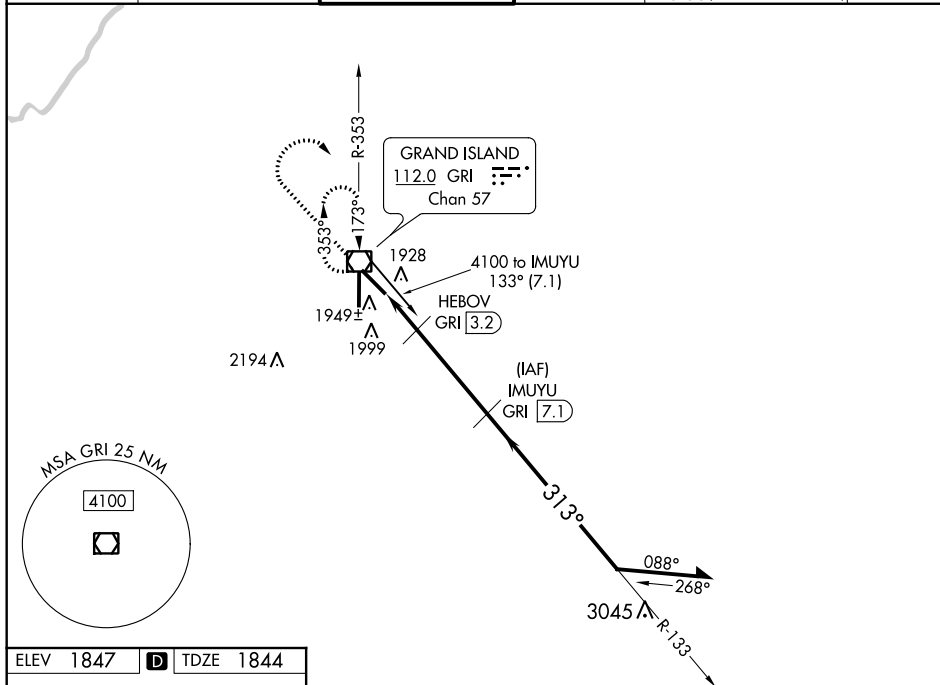 R-353
GRAND ISLAND
112.0 GRI
Chan 57
353°
173°
1928
4100 to IMUYU
133° (7.1)
HEBOV
GRI 3.2
1949±
1999
2194
(IAF)
IMUYU
GRI 7.1
MSA GRI 25 NM
4100
313°
088°
268°
3045
R-133
ELEV 1847 D TDZE 1844